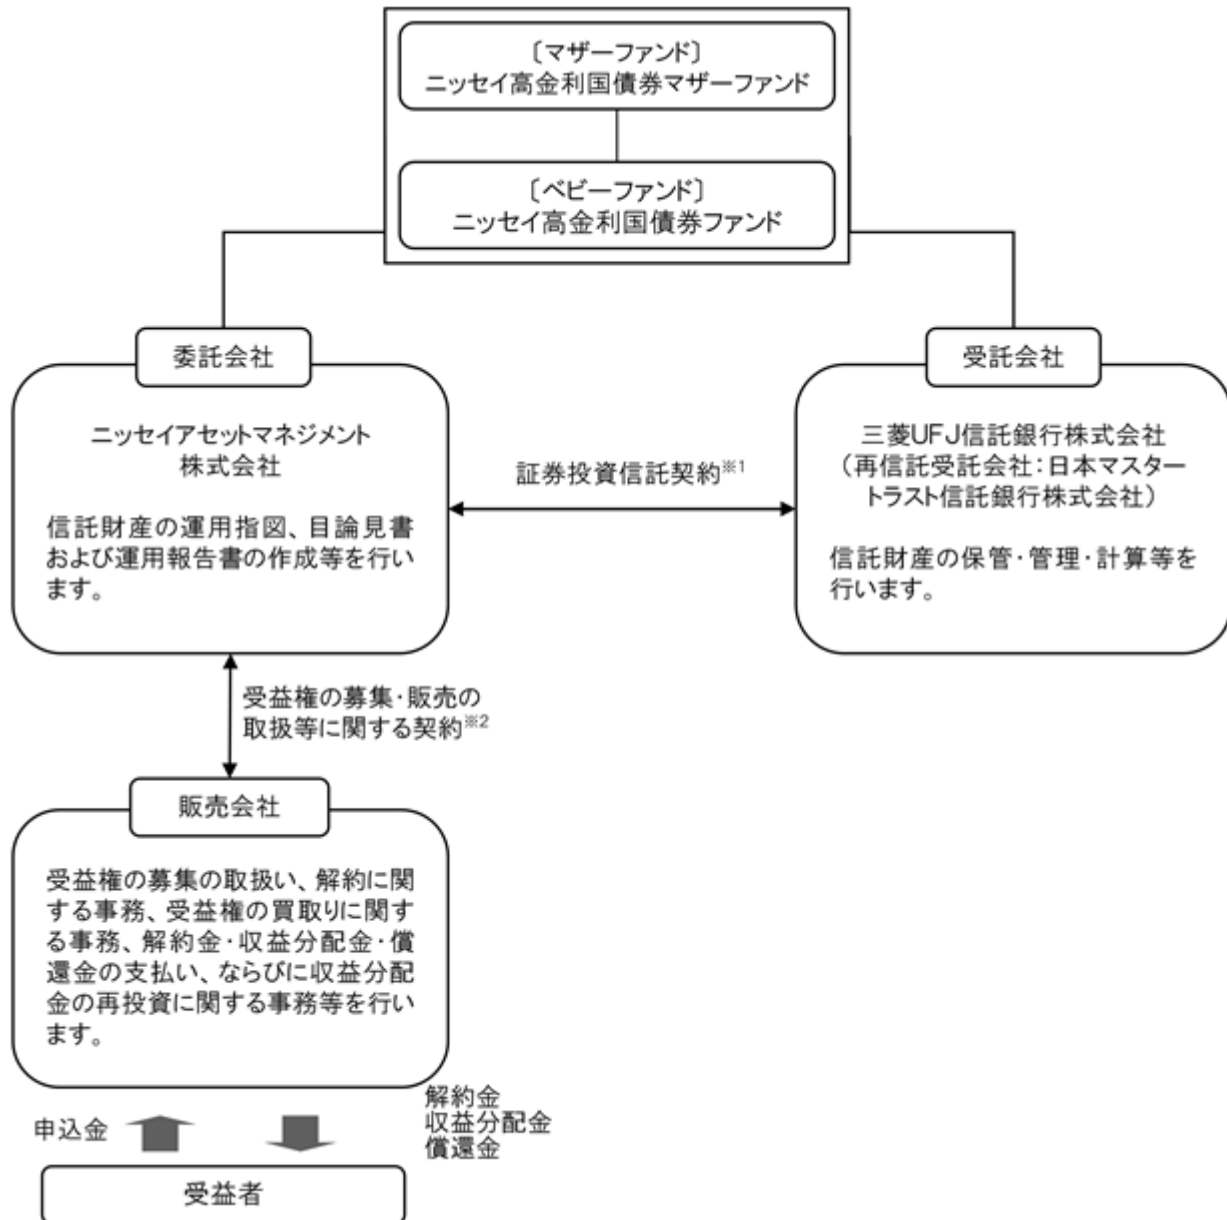 〔マザーファンド〕
ニッセイ高金利国債券マザーファンド
〔ベビーファンド〕
ニッセイ高金利国債券ファンド
委託会社
ニッセイアセットマネジメント
株式会社
信託財産の運用指図、目論見書
および運用報告書の作成等を行い
ます。
証券投資信託契約※1
受託会社
三菱UFJ信託銀行株式会社
（再信託受託会社：日本マスター
トラスト信託銀行株式会社）
信託財産の保管・管理・計算等を
行います。
受益権の募集・販売の
取扱等に関する契約※2
販売会社
受益権の募集の取扱い、解約に関
する事務、受益権の買取りに関す
る事務、解約金・収益分配金・償
還金の支払い、ならびに収益分配
金の再投資に関する事務等を行い
ます。
申込金
解約金
収益分配金
償還金
受益者